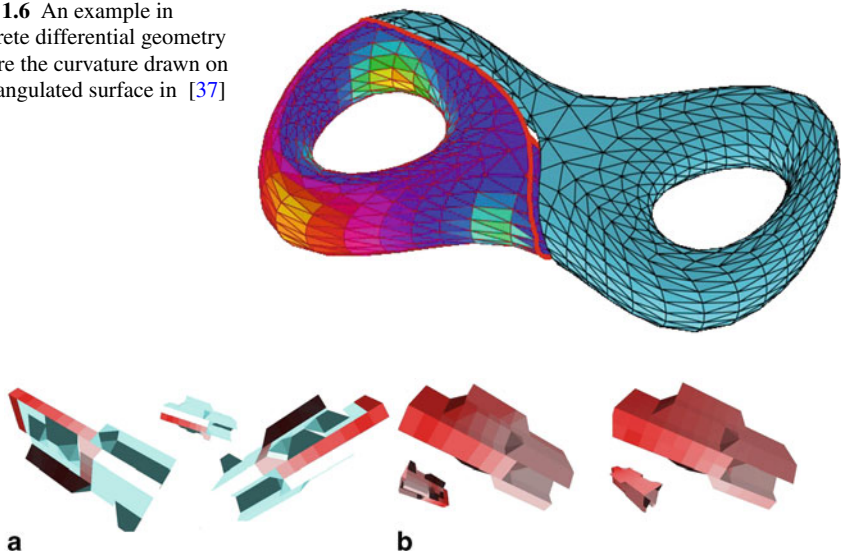 1.6 An example in
rete differential geometry
re the curvature drawn on
angulated surface in [37]
a
b